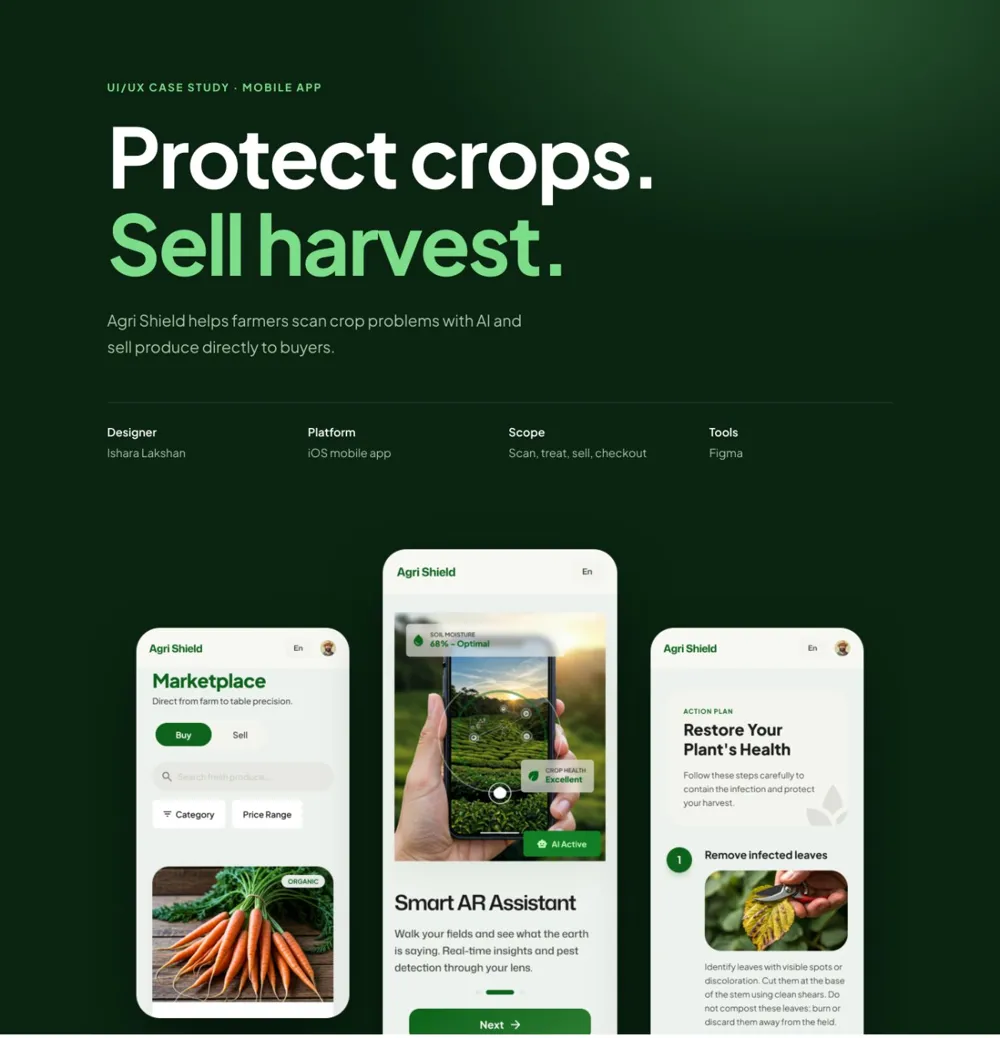 UI/UX CASE STUDY · MOBILE APP
Protect crops.
Sell harvest.
Agri Shield helps farmers scan crop problems with AI and
sell produce directly to buyers.
Designer
Ishara Lakshan
Platform
iOS mobile app
Scope
Scan, treat, sell, checkout
Tools
Figma
Agri Shield
En
Marketplace
Direct from farm to table precision.
Buy
Sell
Search fresh produce...
Category
Price Range
ORGANIC
Agri Shield
En
SOIL MOISTURE
68% – Optimal
CROP HEALTH
Excellent
AI Active
Smart AR Assistant
Walk your fields and see what the earth
is saying. Real-time insights and pest
detection through your lens.
Next →
Agri Shield
En
ACTION PLAN
Restore Your
Plant's Health
Follow these steps carefully to
contain the infection and protect
your harvest.
1
Remove infected leaves
Identify leaves with visible spots or
discoloration. Cut them at the base
of the stem using clean shears. Do
not compost these leaves; burn or
discard them away from the field.